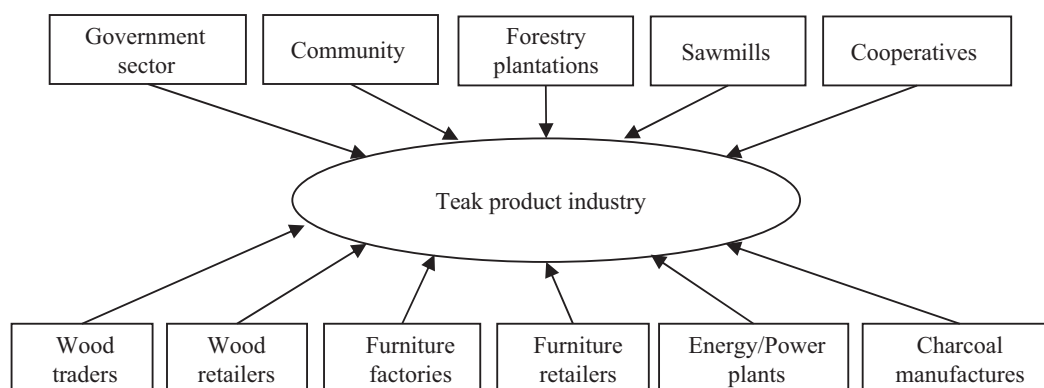 Government
sector
Community
Forestry
plantations
Sawmills
Cooperatives
Teak product industry
Wood
traders
Wood
retailers
Furniture
factories
Furniture
retailers
Energy/Power
plants
Charcoal
manufactures